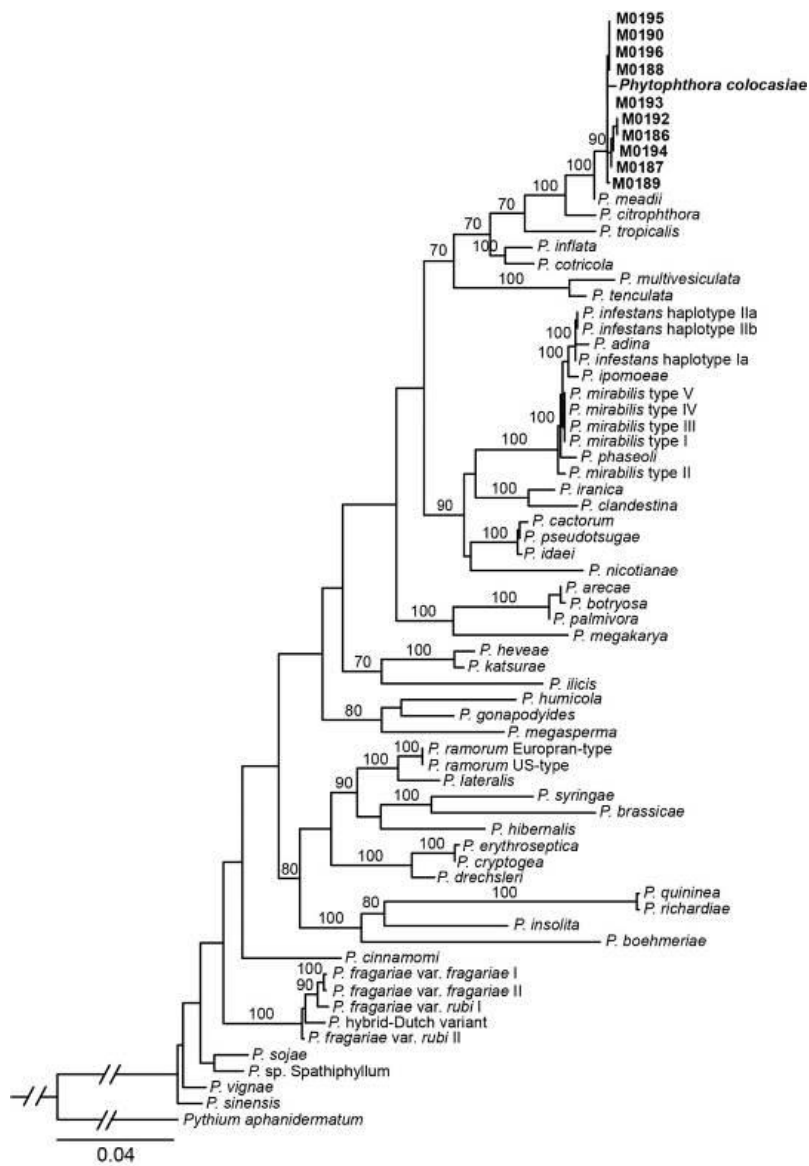 M0195
M0190
M0196
M0188
Phytophthora colocasiae
M0193
M0192
90
M0186
M0194
100
M0187
100
M0189
P. meadii
70
P. citrophthora
70
P. tropicalis
70
100
P. inflata
P. cotricola
100
P. multivesiculata
P. tenculata
P. infestans haplotype IIa
100
P. infestans haplotype IIb
P. adina
100
P. infestans haplotype Ia
P. ipomoeae
P. mirabilis type V
100
P. mirabilis type IV
P. mirabilis type III
100
P. mirabilis type I
P. phaseoli
P. mirabilis type II
100
P. iranica
90
P. clandestina
P. cactorum
100
P. pseudotsugae
P. idaei
P. nicotianae
P. arecae
100
P. botryosa
100
P. palmivora
P. megakarya
100
P. heveae
70
P. katsurae
P. ilicis
P. humicola
80
P. gonapodyides
P. megasperma
100
P. ramorum Europran-type
100
P. ramorum US-type
90
P. lateralis
100
P. syringae
P. brassicae
P. hibernalis
100
P. erythroseptica
80
100
P. cryptogea
P. drechsleri
100
P. quininea
80
P. richardiae
100
P. insolita
P. boehmeriae
P. cinnamomi
100
P. fragariae var. fragariae I
90
P. fragariae var. fragariae II
P. fragariae var. rubi I
100
P. hybrid-Dutch variant
P. fragariae var. rubi II
P. sojae
P. sp. Spathiphyllum
P. vignae
P. sinensis
Pythium aphanidermatum
0.04